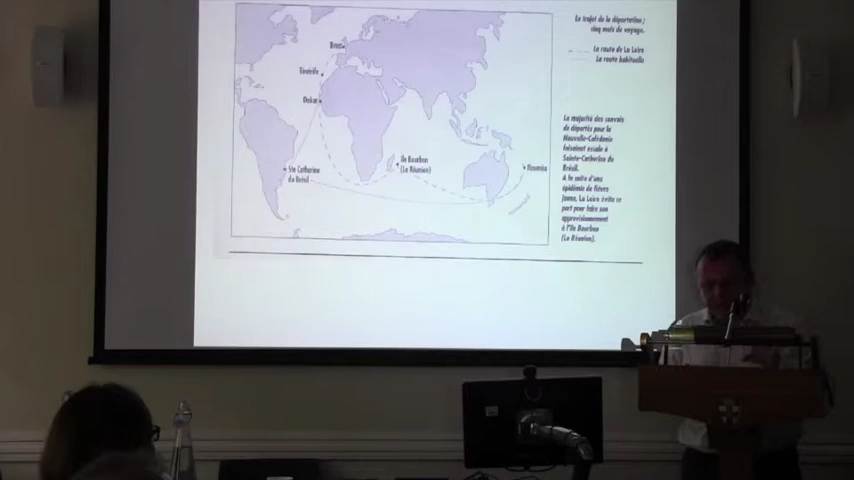 Le trajet de la déportation ;
cinq mois de voyage.
La route de La Loire
La route habituelle
Brest
Ténérife
Dakar
Ste Catherine
du Brésil
Ile Bourbon
(La Réunion)
Nouméa
La majorité des convois
de déportés pour la
Nouvelle-Calédonie
faisaient escale à
Sainte-Catherine du
Brésil.
A la suite d'une
épidémie de fièvre
jaune, La Loire évita ce
port pour faire son
approvisionnement
à l'île Bourbon
(La Réunion).